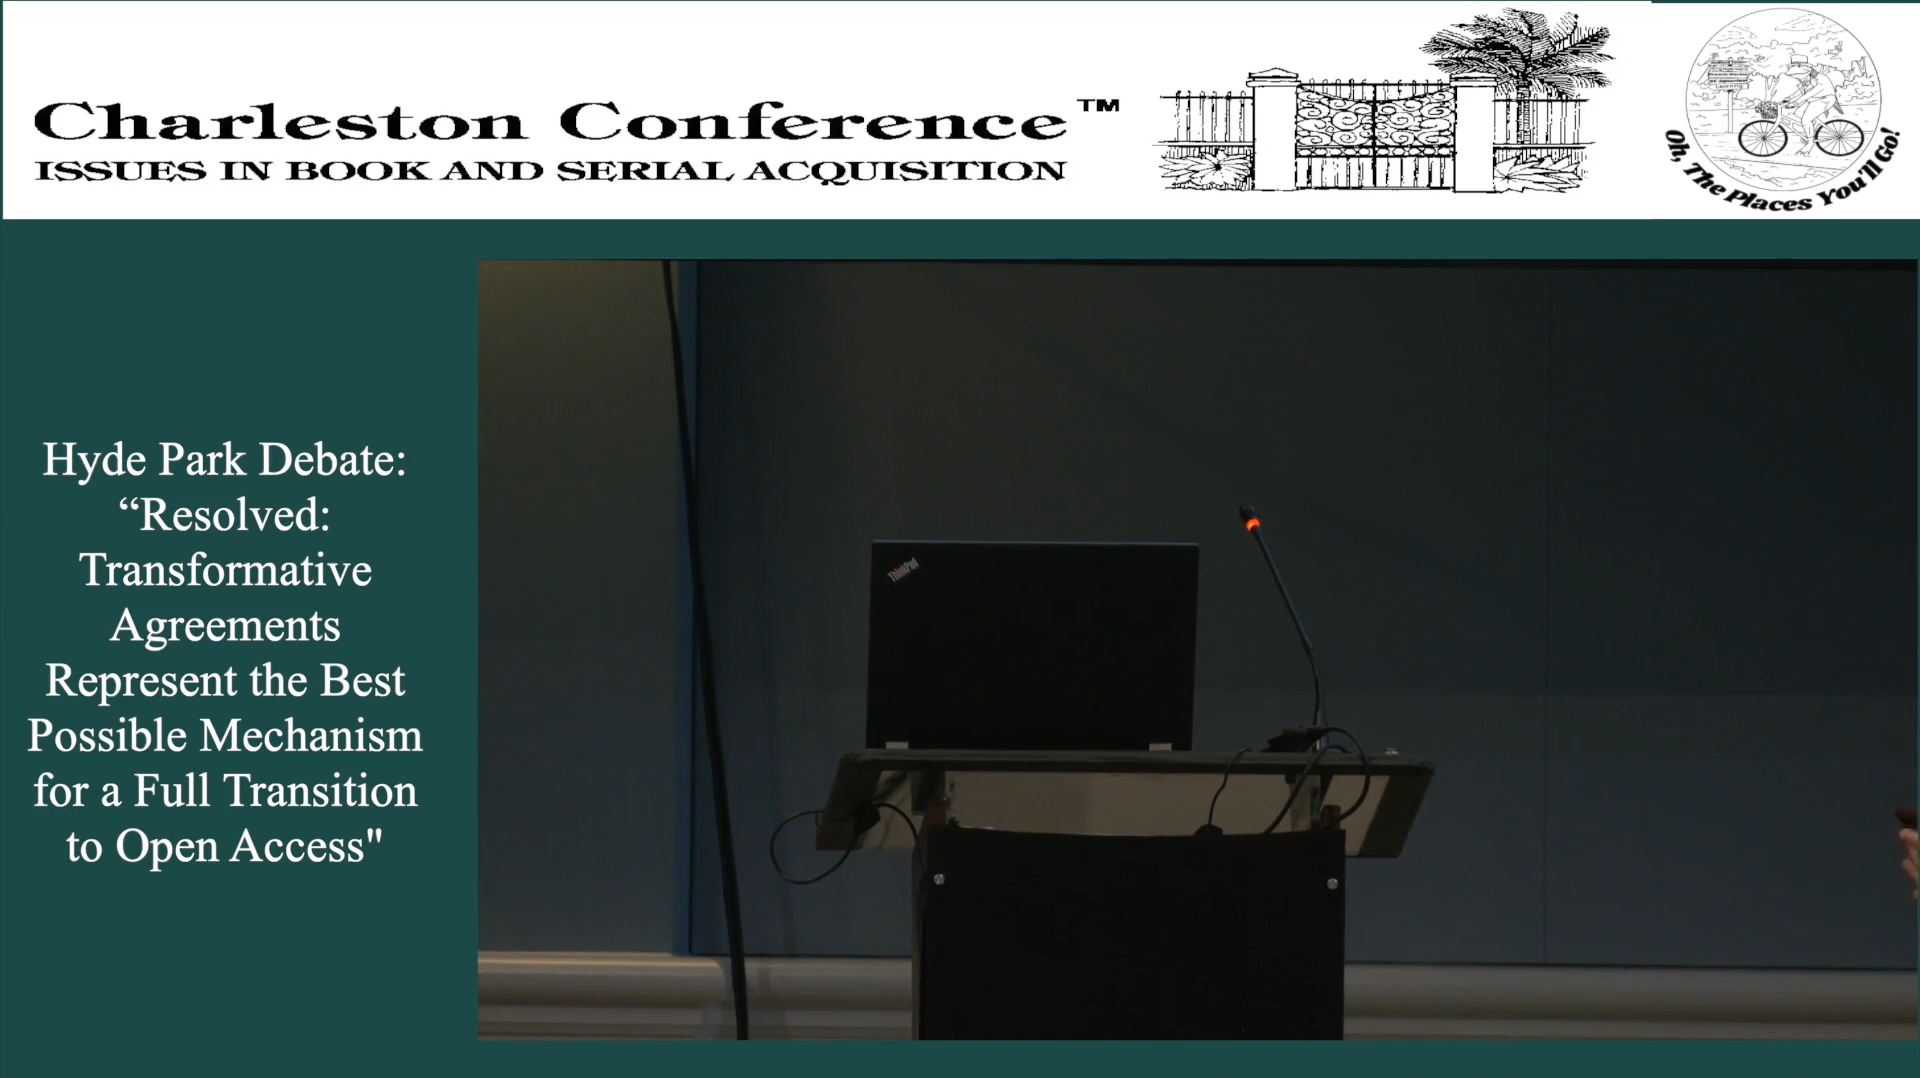 Charleston Conference™
ISSUES IN BOOK AND SERIAL ACQUISITION
Oh, The Places You'll Go!
Hyde Park Debate:
“Resolved:
Transformative
Agreements
Represent the Best
Possible Mechanism
for a Full Transition
to Open Access"
ThinkPad